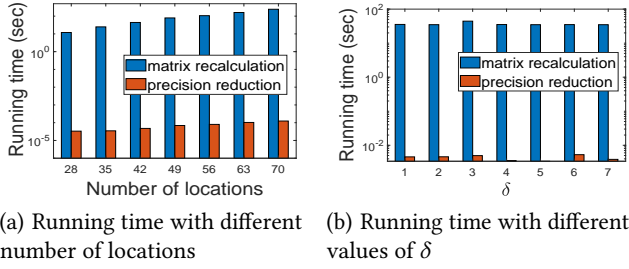 Running time (sec)
10^0
10^-5
matrix recalculation
precision reduction
28 35 42 49 56 63 70
Number of locations
(a) Running time with different
number of locations
Running time (sec)
10^2
10^0
10^-2
matrix recalculation
precision reduction
1 2 3 4 5 6 7
δ
(b) Running time with different
values of δ